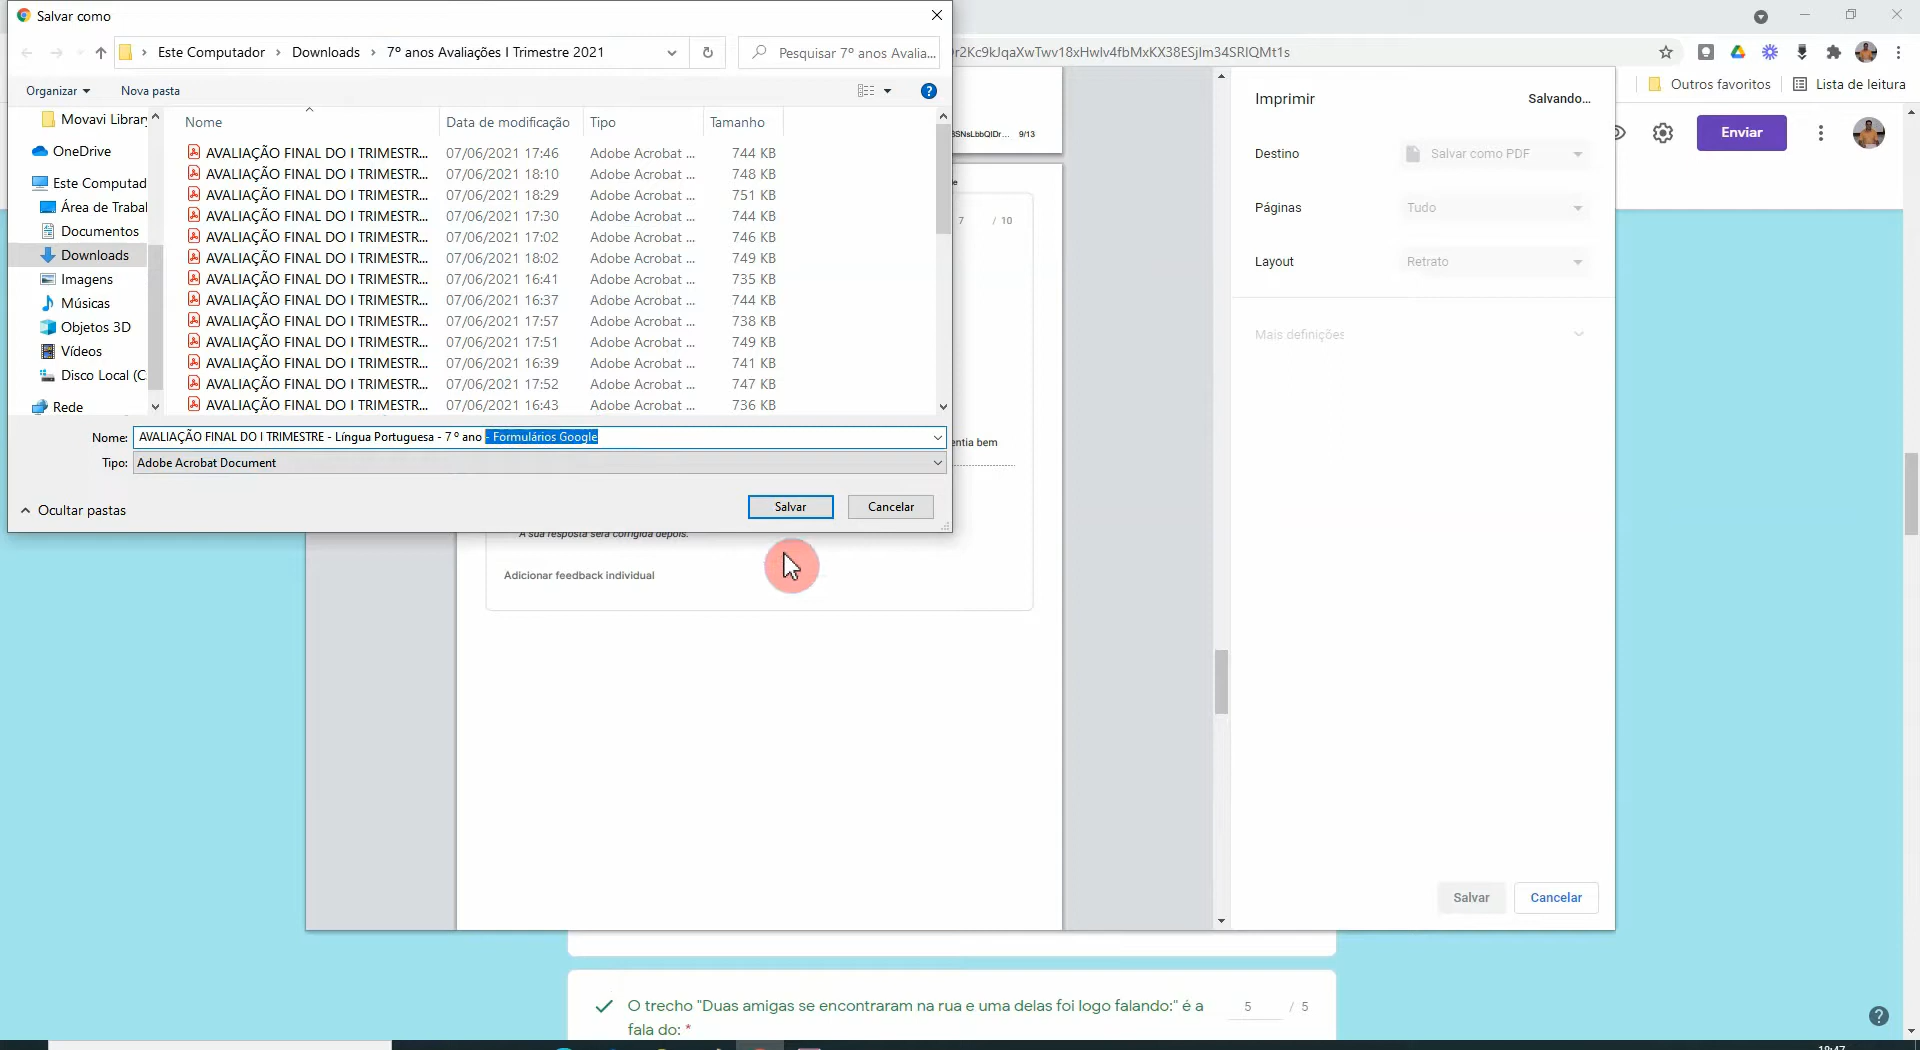 Salvar como
Este Computador > Downloads > 7º anos Avaliações I Trimestre 2021
Pesquisar 7º anos Avalia...
r2Kc9kJqaXwTwv18xHwlv4fbMxKX38ESjlm34SRIQMt1s
Organizar
Nova pasta
Outros favoritos
Lista de leitura
Movavi Library
OneDrive
Este Computad
Área de Trabal
Documentos
Downloads
Imagens
Músicas
Objetos 3D
Vídeos
Disco Local (C
Rede
Nome Data de modificação Tipo Tamanho
AVALIAÇÃO FINAL DO I TRIMESTR... 07/06/2021 17:46 Adobe Acrobat ... 744 KB
AVALIAÇÃO FINAL DO I TRIMESTR... 07/06/2021 18:10 Adobe Acrobat ... 748 KB
AVALIAÇÃO FINAL DO I TRIMESTR... 07/06/2021 18:29 Adobe Acrobat ... 751 KB
AVALIAÇÃO FINAL DO I TRIMESTR... 07/06/2021 17:30 Adobe Acrobat ... 744 KB
AVALIAÇÃO FINAL DO I TRIMESTR... 07/06/2021 17:02 Adobe Acrobat ... 746 KB
AVALIAÇÃO FINAL DO I TRIMESTR... 07/06/2021 18:02 Adobe Acrobat ... 749 KB
AVALIAÇÃO FINAL DO I TRIMESTR... 07/06/2021 16:41 Adobe Acrobat ... 735 KB
AVALIAÇÃO FINAL DO I TRIMESTR... 07/06/2021 16:37 Adobe Acrobat ... 744 KB
AVALIAÇÃO FINAL DO I TRIMESTR... 07/06/2021 17:57 Adobe Acrobat ... 738 KB
AVALIAÇÃO FINAL DO I TRIMESTR... 07/06/2021 17:51 Adobe Acrobat ... 749 KB
AVALIAÇÃO FINAL DO I TRIMESTR... 07/06/2021 16:39 Adobe Acrobat ... 741 KB
AVALIAÇÃO FINAL DO I TRIMESTR... 07/06/2021 17:52 Adobe Acrobat ... 747 KB
AVALIAÇÃO FINAL DO I TRIMESTR... 07/06/2021 16:43 Adobe Acrobat ... 736 KB
Nome: AVALIAÇÃO FINAL DO I TRIMESTRE - Língua Portuguesa - 7 º ano - Formulários Google
Tipo: Adobe Acrobat Document
Ocultar pastas
Salvar
Cancelar
9/13
7 / 10
entia bem
A sua resposta será corrigida depois.
Adicionar feedback individual
Imprimir
Salvando...
Destino
Salvar como PDF
Páginas
Tudo
Layout
Retrato
Mais definições
Salvar
Cancelar
Enviar
O trecho "Duas amigas se encontraram na rua e uma delas foi logo falando:" é a
fala do: *
5 / 5